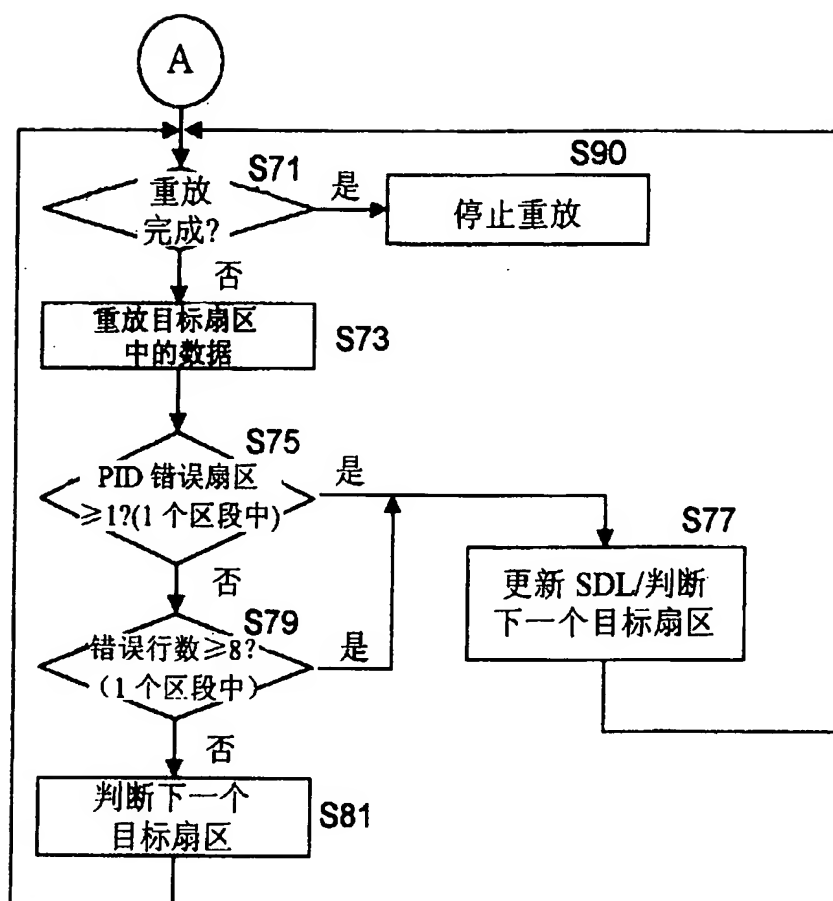 A
S71
重放
完成?
是
S90
停止重放
否
重放目标扇区
中的数据
S73
S75
PID 错误扇区
≥1?(1 个区段中)
是
S77
更新 SDL/判断
下一个目标扇区
否
S79
错误行数≥8?
(1 个区段中)
是
否
判断下一个
目标扇区
S81